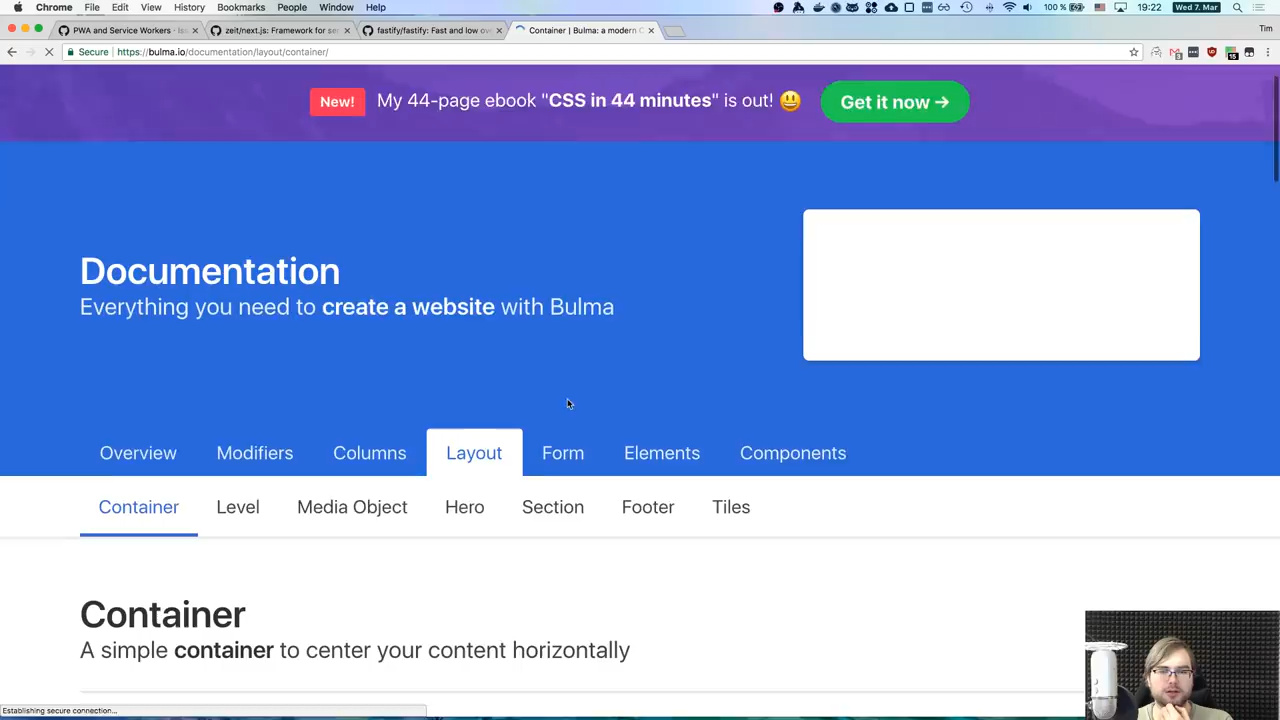 Chrome File Edit View History Bookmarks People Window Help 100 % 19:22 Wed 7. Mar
PWA and Service Workers · Iss zeit/next.js: Framework for se fastify/fastify: Fast and low ov Container | Bulma: a modern C Tim
Secure https://bulma.io/documentation/layout/container/
New! My 44-page ebook "CSS in 44 minutes" is out! 😃 Get it now →
Documentation
Everything you need to create a website with Bulma
Overview Modifiers Columns Layout Form Elements Components
Container Level Media Object Hero Section Footer Tiles
Container
A simple container to center your content horizontally
Establishing secure connection...